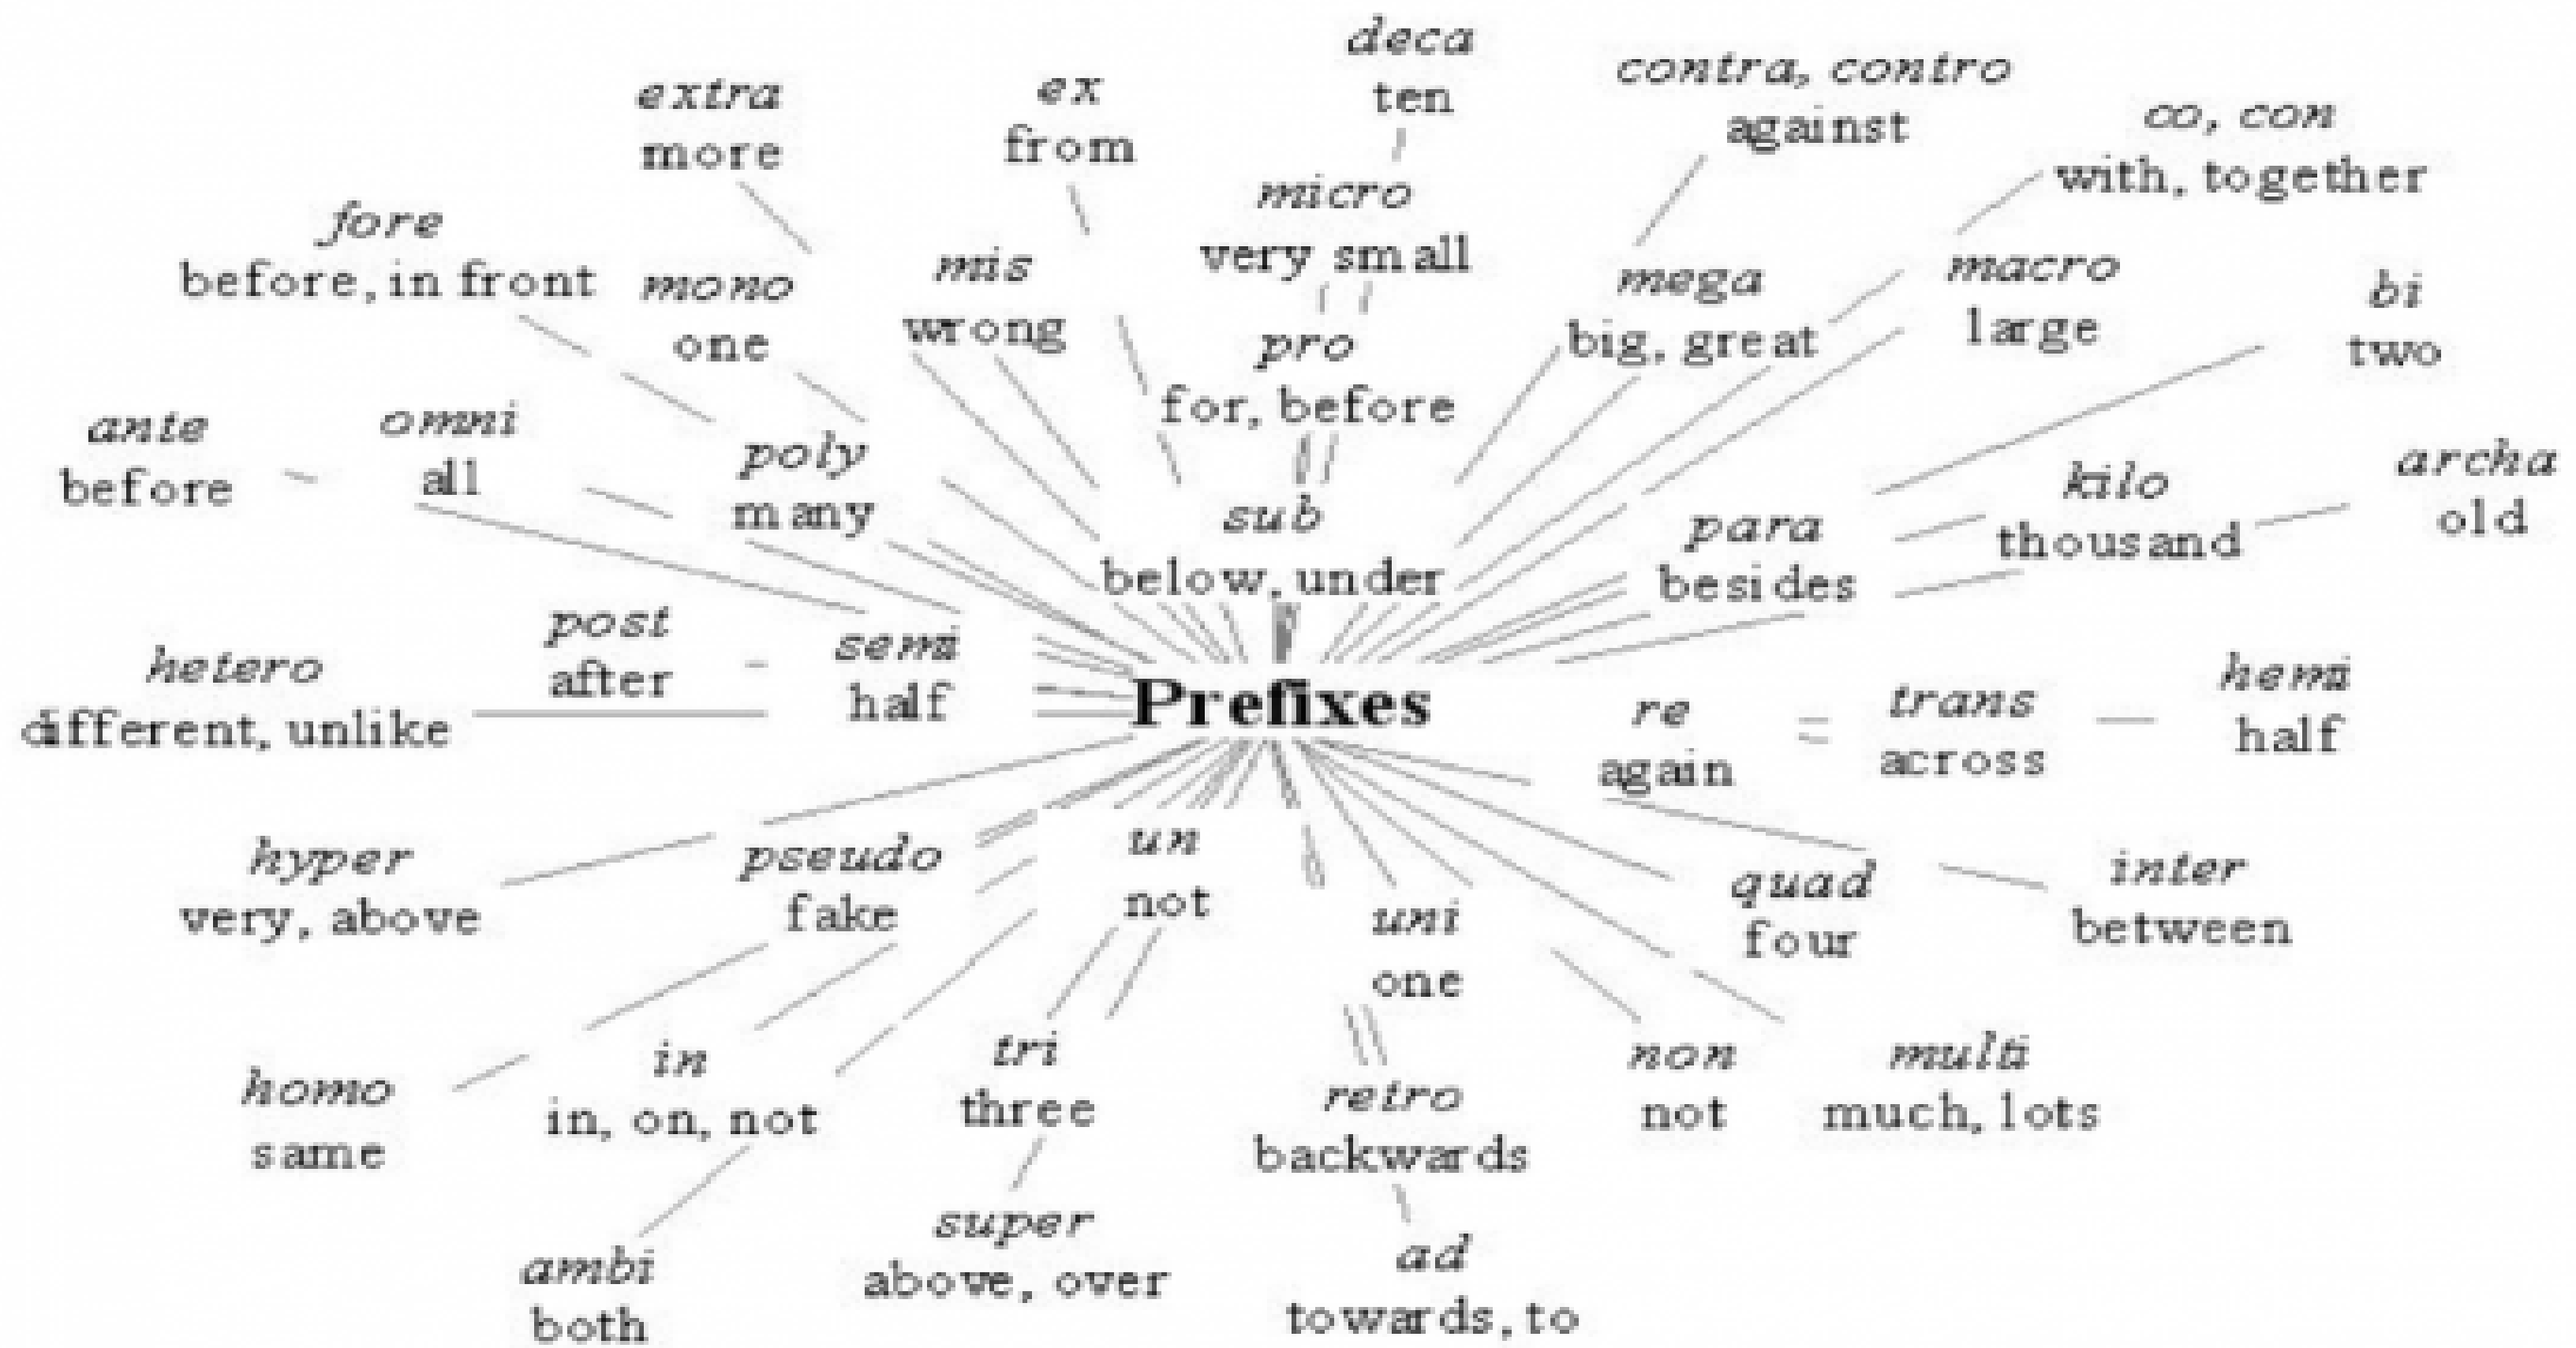 deca
ten
contra, contro
against
extra
more
ex
from
co, con
with, together
micro
very small
fore
before, in front
mono
one
mis
wrong
mega
big, great
macro
large
bi
two
pro
for, before
ante
before
omni
all
poly
many
sub
below, under
para
besides
kilo
thousand
archa
old
hetero
different, unlike
post
after
semi
half
Prefixes
re
again
trans
across
hemi
half
hyper
very, above
pseudo
fake
un
not
uni
one
quad
four
inter
between
homo
same
in
in, on, not
tri
three
retro
backwards
non
not
multi
much, lots
ambi
both
super
above, over
ad
towards, to